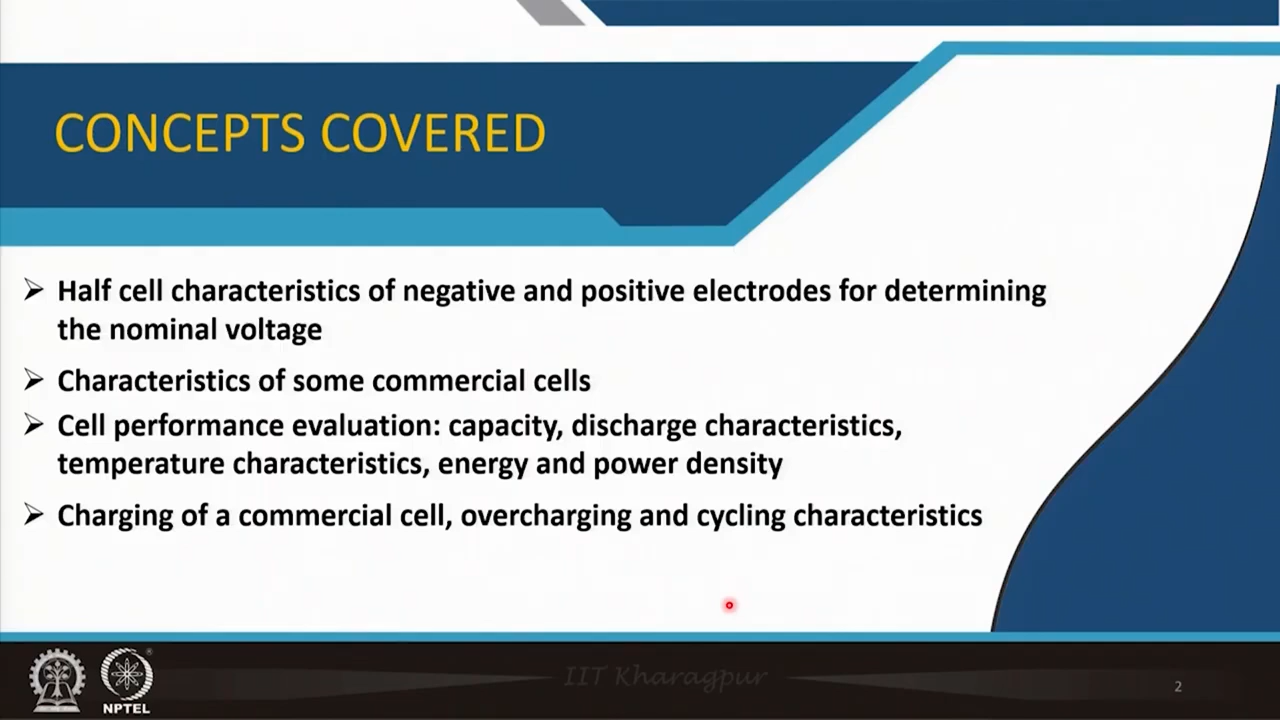 CONCEPTS COVERED
➢ Half cell characteristics of negative and positive electrodes for determining
the nominal voltage
➢ Characteristics of some commercial cells
➢ Cell performance evaluation: capacity, discharge characteristics,
temperature characteristics, energy and power density
➢ Charging of a commercial cell, overcharging and cycling characteristics
IIT Kharagpur
NPTEL
2